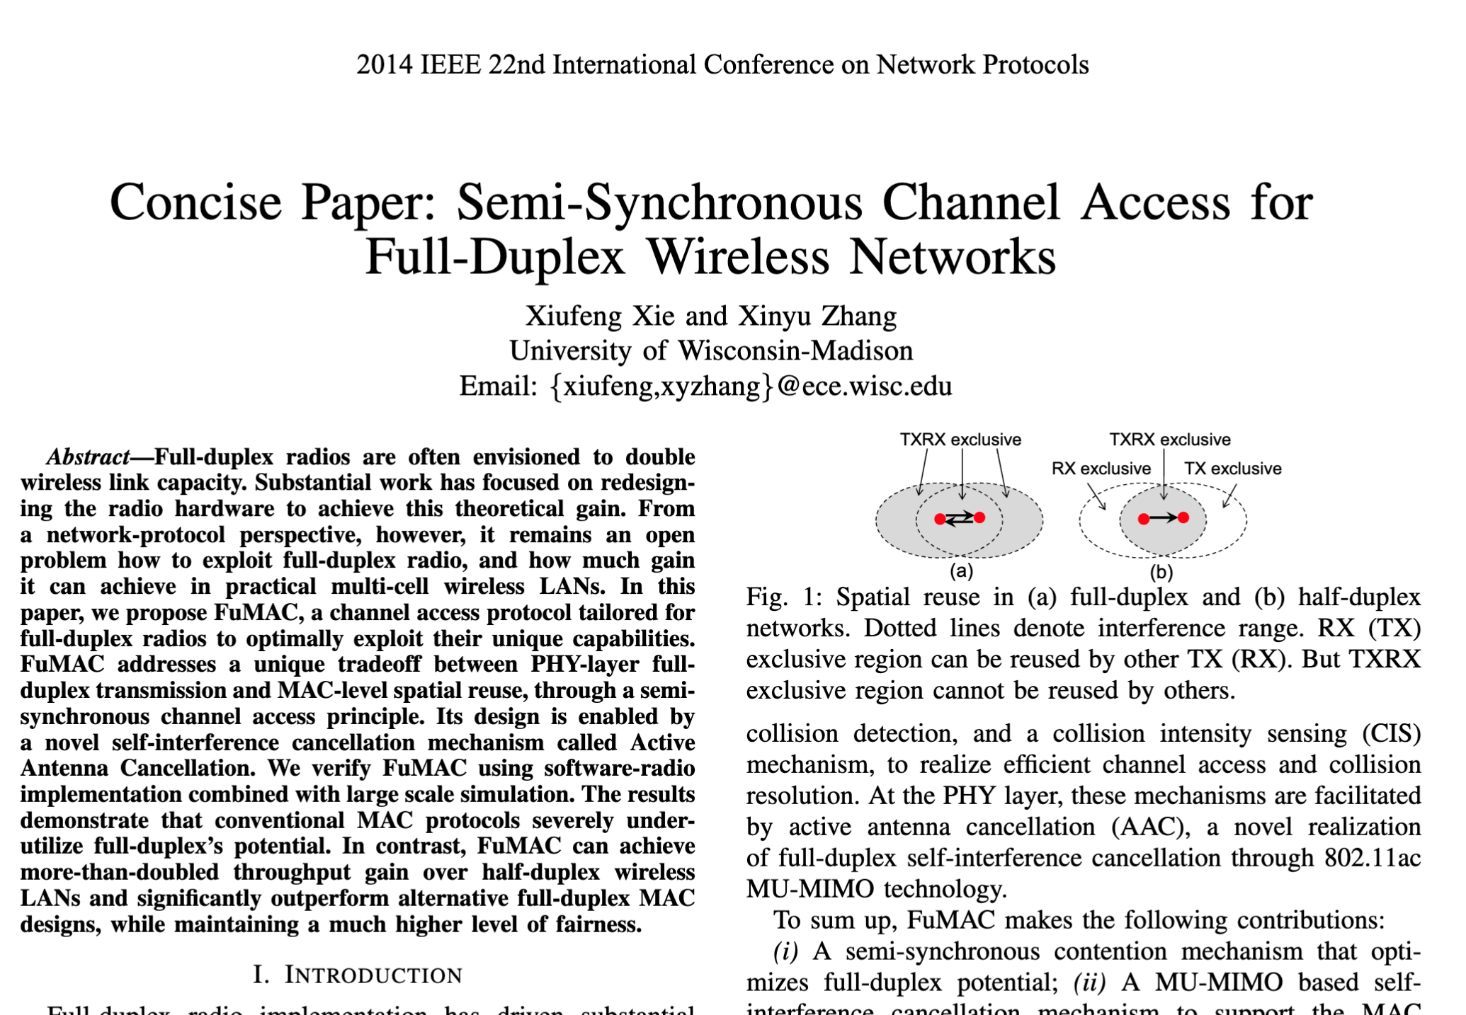 2014 IEEE 22nd International Conference on Network Protocols
Concise Paper: Semi-Synchronous Channel Access for
Full-Duplex Wireless Networks
Xiufeng Xie and Xinyu Zhang
University of Wisconsin-Madison
Email: {xiufeng,xyzhang}@ece.wisc.edu
Abstract—Full-duplex radios are often envisioned to double
wireless link capacity. Substantial work has focused on redesign-
ing the radio hardware to achieve this theoretical gain. From
a network-protocol perspective, however, it remains an open
problem how to exploit full-duplex radio, and how much gain
it can achieve in practical multi-cell wireless LANs. In this
paper, we propose FuMAC, a channel access protocol tailored for
full-duplex radios to optimally exploit their unique capabilities.
FuMAC addresses a unique tradeoff between PHY-layer full-
duplex transmission and MAC-level spatial reuse, through a semi-
synchronous channel access principle. Its design is enabled by
a novel self-interference cancellation mechanism called Active
Antenna Cancellation. We verify FuMAC using software-radio
implementation combined with large scale simulation. The results
demonstrate that conventional MAC protocols severely under-
utilize full-duplex's potential. In contrast, FuMAC can achieve
more-than-doubled throughput gain over half-duplex wireless
LANs and significantly outperform alternative full-duplex MAC
designs, while maintaining a much higher level of fairness.
I. INTRODUCTION
Full-duplex radio implementation has driven substantial
TXRX exclusive
TXRX exclusive
RX exclusive
TX exclusive
(a)
(b)
Fig. 1: Spatial reuse in (a) full-duplex and (b) half-duplex
networks. Dotted lines denote interference range. RX (TX)
exclusive region can be reused by other TX (RX). But TXRX
exclusive region cannot be reused by others.
collision detection, and a collision intensity sensing (CIS)
mechanism, to realize efficient channel access and collision
resolution. At the PHY layer, these mechanisms are facilitated
by active antenna cancellation (AAC), a novel realization
of full-duplex self-interference cancellation through 802.11ac
MU-MIMO technology.
To sum up, FuMAC makes the following contributions:
(i) A semi-synchronous contention mechanism that opti-
mizes full-duplex potential; (ii) A MU-MIMO based self-
interference cancellation mechanism to support the MAC